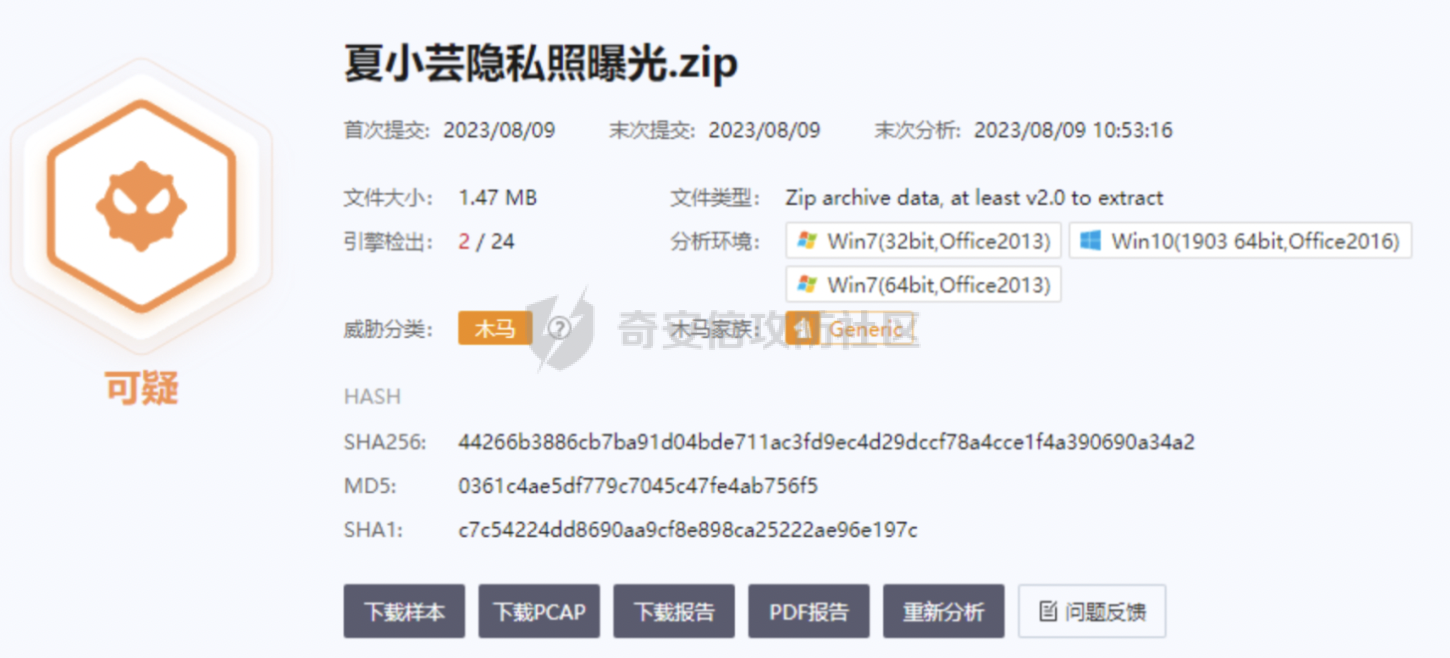 夏小芸隐私照曝光.zip
首次提交: 2023/08/09 末次提交: 2023/08/09 末次分析: 2023/08/09 10:53:16
文件大小: 1.47 MB 文件类型: Zip archive data, at least v2.0 to extract
引擎检出: 2 / 24 分析环境: Win7(32bit,Office2013) Win10(1903 64bit,Office2016)
Win7(64bit,Office2013)
威胁分类: 木马 ? 木马家族: Generic
奇安信攻防社区
可疑
HASH
SHA256: 44266b3886cb7ba91d04bde711ac3fd9ec4d29dccf78a4cce1f4a390690a34a2
MD5: 0361c4ae5df779c7045c47fe4ab756f5
SHA1: c7c54224dd8690aa9cf8e898ca25222ae96e197c
下载样本 下载PCAP 下载报告 PDF报告 重新分析 问题反馈